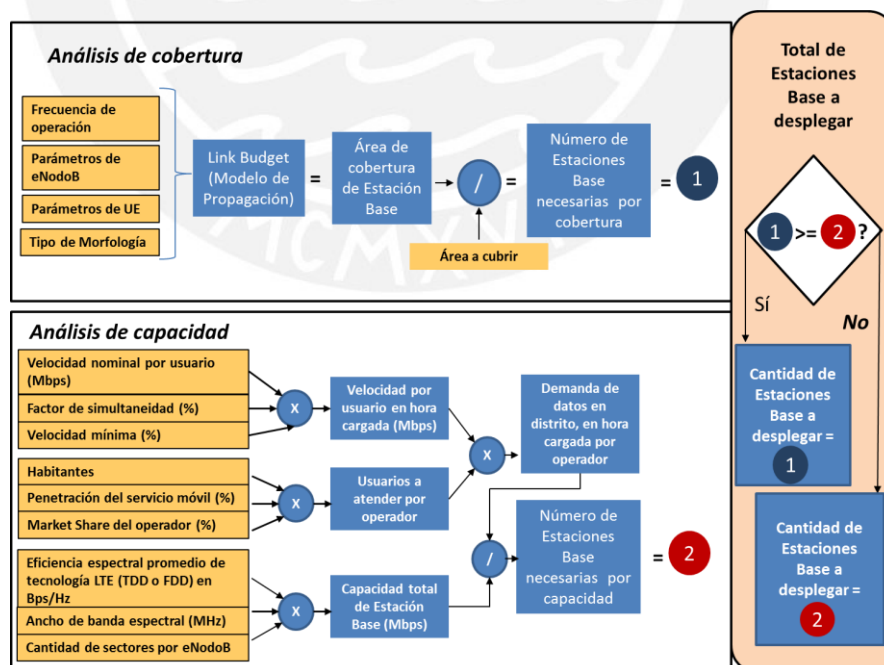 Análisis de cobertura
Frecuencia de
operación
Parámetros de
eNodoB
Parámetros de UE
Tipo de Morfología
Link Budget
(Modelo de
Propagación)
=
Área de
cobertura
de Estación
Base
/
Área a cubrir
=
Número de
Estaciones
Base
necesarias por
cobertura
=
1
MCMXVII
Análisis de capacidad
Velocidad nominal por usuario
(Mbps)
Factor de simultaneidad (%)
Velocidad mínima (%)
X
Velocidad por
usuario en hora
cargada (Mbps)
Habitantes
Penetración del servicio móvil (%)
Market Share del operador (%)
X
Usuarios a
atender por
operador
X
Demanda de
datos en
distrito, en hora
cargada por
operador
Eficiencia espectral promedio de
tecnología LTE (TDD o FDD) en
Bps/Hz
Ancho de banda espectral (MHz)
Cantidad de sectores por eNodoB
X
Capacidad total
de Estación
Base (Mbps)
/
Número de
Estaciones
Base
necesarias por
capacidad
=
2
Total de
Estaciones
Base a
desplegar
1 >= 2 ?
Sí
No
Cantidad de
Estaciones
Base a
desplegar =
1
Cantidad de
Estaciones
Base a
desplegar =
2